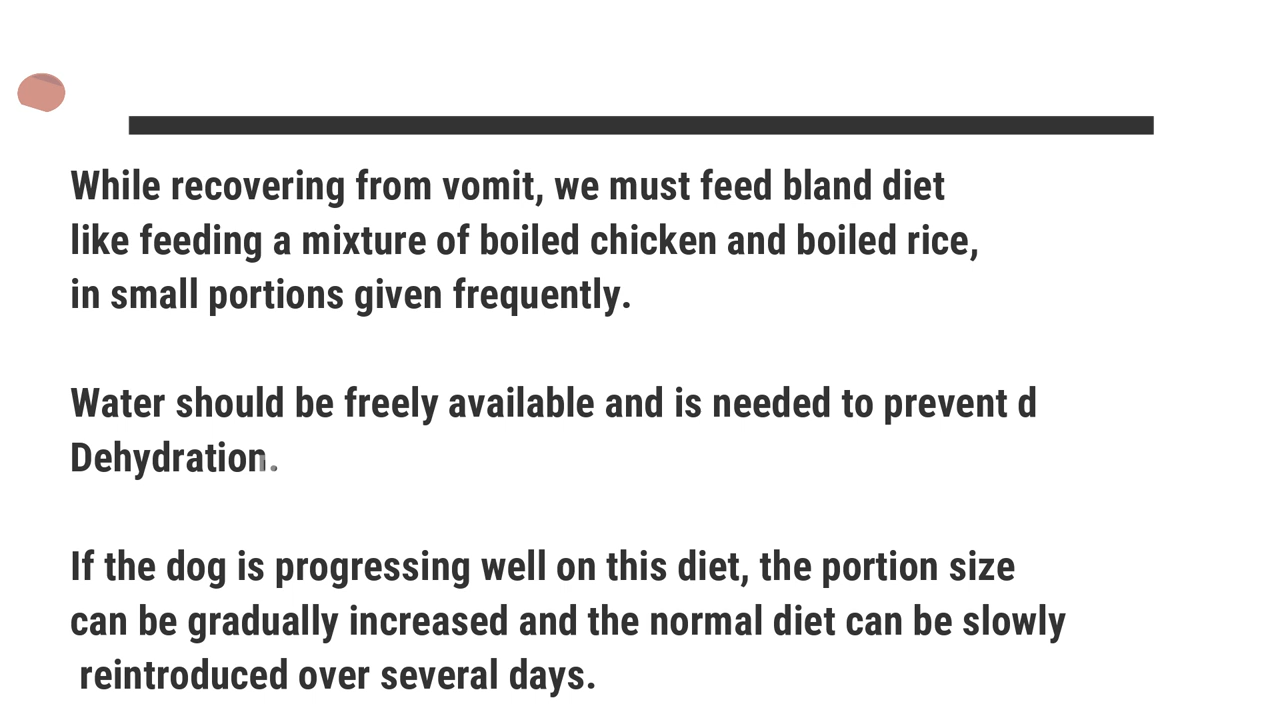 While recovering from vomit, we must feed bland diet
like feeding a mixture of boiled chicken and boiled rice,
in small portions given frequently.
Water should be freely available and is needed to prevent d
Dehydration.
If the dog is progressing well on this diet, the portion size
can be gradually increased and the normal diet can be slowly
reintroduced over several days.